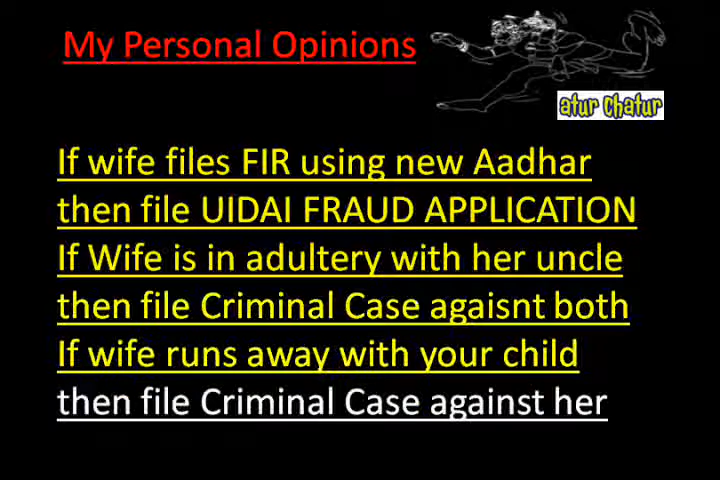 My Personal Opinions
atur chatur
If wife files FIR using new Aadhar
then file UIDAI FRAUD APPLICATION
If Wife is in adultery with her uncle
then file Criminal Case agaisnt both
If wife runs away with your child
then file Criminal Case against her